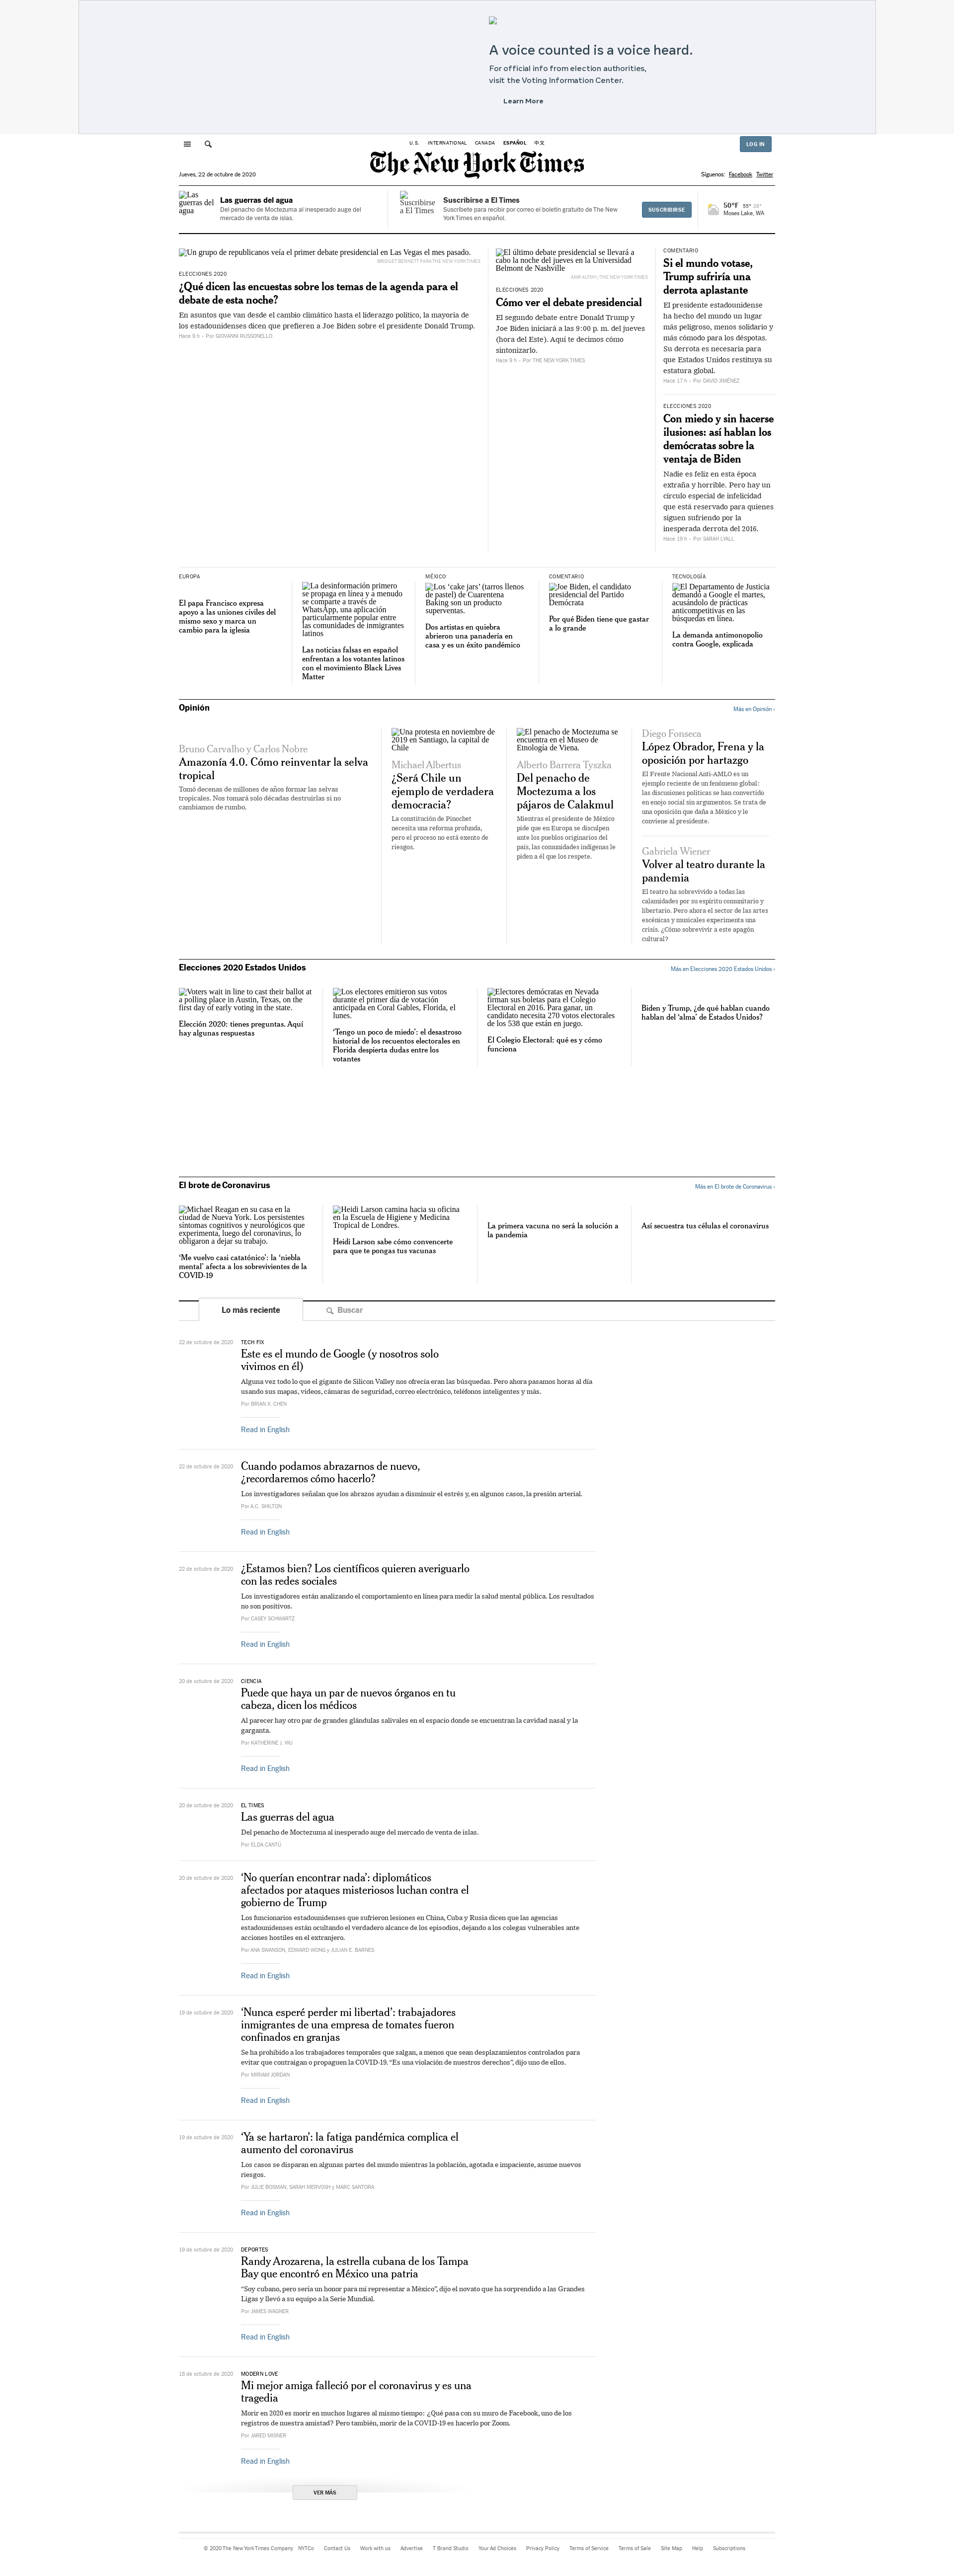 A voice counted is a voice heard.
For official info from election authorities,
visit the Voting Information Center.
Learn More
U.S. INTERNATIONAL CANADA ESPAÑOL 中文
LOG IN
The New York Times
Jueves, 22 de octubre de 2020
Síguenos: Facebook Twitter
Las guerras del agua
Las guerras del agua
Del penacho de Moctezuma al inesperado auge del
mercado de venta de islas.
Suscribirse a El Times
Suscribirse a El Times
Suscríbete para recibir por correo el boletín gratuito de The New
York Times en español.
SUSCRIBIRSE
50°F 55° 28°
Moses Lake, WA
Un grupo de republicanos veía el primer debate presidencial en Las Vegas el mes pasado.
BRIDGET BENNETT PARA THE NEW YORK TIMES
ELECCIONES 2020
¿Qué dicen las encuestas sobre los temas de la agenda para el
debate de esta noche?
En asuntos que van desde el cambio climático hasta el liderazgo político, la mayoría de
los estadounidenses dicen que prefieren a Joe Biden sobre el presidente Donald Trump.
Hace 9 h - Por GIOVANNI RUSSONELLO
El último debate presidencial se llevará a
cabo la noche del jueves en la Universidad
Belmont de Nashville
AMR ALFIKY/THE NEW YORK TIMES
ELECCIONES 2020
Cómo ver el debate presidencial
El segundo debate entre Donald Trump y
Joe Biden iniciará a las 9:00 p. m. del jueves
(hora del Este). Aquí te decimos cómo
sintonizarlo.
Hace 9 h - Por THE NEW YORK TIMES
COMENTARIO
Si el mundo votase,
Trump sufriría una
derrota aplastante
El presidente estadounidense
ha hecho del mundo un lugar
más peligroso, menos solidario y
más cómodo para los déspotas.
Su derrota es necesaria para
que Estados Unidos restituya su
estatura global.
Hace 17 h - Por DAVID JIMÉNEZ
ELECCIONES 2020
Con miedo y sin hacerse
ilusiones: así hablan los
demócratas sobre la
ventaja de Biden
Nadie es feliz en esta época
extraña y horrible. Pero hay un
círculo especial de infelicidad
que está reservado para quienes
siguen sufriendo por la
inesperada derrota del 2016.
Hace 19 h - Por SARAH LYALL
EUROPA
El papa Francisco expresa
apoyo a las uniones civiles del
mismo sexo y marca un
cambio para la iglesia
La desinformación primero
se propaga en línea y a menudo
se comparte a través de
WhatsApp, una aplicación
particularmente popular entre
las comunidades de inmigrantes
latinos
Las noticias falsas en español
enfrentan a los votantes latinos
con el movimiento Black Lives
Matter
MÉXICO
Los ‘cake jars’ (tarros llenos
de pastel) de Cuarentena
Baking son un producto
superventas.
Dos artistas en quiebra
abrieron una panadería en
casa y es un éxito pandémico
COMENTARIO
Joe Biden, el candidato
presidencial del Partido
Demócrata
Por qué Biden tiene que gastar
a lo grande
TECNOLOGÍA
El Departamento de Justicia
demandó a Google el martes,
acusándolo de prácticas
anticompetitivas en las
búsquedas en línea.
La demanda antimonopolio
contra Google, explicada
Opinión
Más en Opinión ›
Bruno Carvalho y Carlos Nobre
Amazonía 4.0. Cómo reinventar la selva
tropical
Tomó decenas de millones de años formar las selvas
tropicales. Nos tomará solo décadas destruirlas si no
cambiamos de rumbo.
Una protesta en noviembre de
2019 en Santiago, la capital de
Chile
Michael Albertus
¿Será Chile un
ejemplo de verdadera
democracia?
La constitución de Pinochet
necesita una reforma profunda,
pero el proceso no está exento de
riesgos.
El penacho de Moctezuma se
encuentra en el Museo de
Etnología de Viena.
Alberto Barrera Tyszka
Del penacho de
Moctezuma a los
pájaros de Calakmul
Mientras el presidente de México
pide que en Europa se disculpen
ante los pueblos originarios del
país, las comunidades indígenas le
piden a él que los respete.
Diego Fonseca
López Obrador, Frena y la
oposición por hartazgo
El Frente Nacional Anti-AMLO es un
ejemplo reciente de un fenómeno global:
las discusiones políticas se han convertido
en enojo social sin argumentos. Se trata de
una oposición que daña a México y le
conviene al presidente.
Gabriela Wiener
Volver al teatro durante la
pandemia
El teatro ha sobrevivido a todas las
calamidades por su espíritu comunitario y
libertario. Pero ahora el sector de las artes
escénicas y musicales experimenta una
crisis. ¿Cómo sobrevivir a este apagón
cultural?
Elecciones 2020 Estados Unidos
Más en Elecciones 2020 Estados Unidos ›
Voters wait in line to cast their ballot at
a polling place in Austin, Texas, on the
first day of early voting in the state.
Elección 2020: tienes preguntas. Aquí
hay algunas respuestas
Los electores emitieron sus votos
durante el primer día de votación
anticipada en Coral Gables, Florida, el
lunes.
‘Tengo un poco de miedo’: el desastroso
historial de los recuentos electorales en
Florida despierta dudas entre los
votantes
Electores demócratas en Nevada
firman sus boletas para el Colegio
Electoral en 2016. Para ganar, un
candidato necesita 270 votos electorales
de los 538 que están en juego.
El Colegio Electoral: qué es y cómo
funciona
Biden y Trump, ¿de qué hablan cuando
hablan del ‘alma’ de Estados Unidos?
El brote de Coronavirus
Más en El brote de Coronavirus ›
Michael Reagan en su casa en la
ciudad de Nueva York. Los persistentes
síntomas cognitivos y neurológicos que
experimenta, luego del coronavirus, lo
obligaron a dejar su trabajo.
‘Me vuelvo casi catatónico’: la ‘niebla
mental’ afecta a los sobrevivientes de la
COVID-19
Heidi Larson camina hacia su oficina
en la Escuela de Higiene y Medicina
Tropical de Londres.
Heidi Larson sabe cómo convencerte
para que te pongas tus vacunas
La primera vacuna no será la solución a
la pandemia
Así secuestra tus células el coronavirus
Lo más reciente
Buscar
22 de octubre de 2020
TECH FIX
Este es el mundo de Google (y nosotros solo
vivimos en él)
Alguna vez todo lo que el gigante de Silicon Valley nos ofrecía eran las búsquedas. Pero ahora pasamos horas al día
usando sus mapas, videos, cámaras de seguridad, correo electrónico, teléfonos inteligentes y más.
Por BRIAN X. CHEN
Read in English
22 de octubre de 2020
Cuando podamos abrazarnos de nuevo,
¿recordaremos cómo hacerlo?
Los investigadores señalan que los abrazos ayudan a disminuir el estrés y, en algunos casos, la presión arterial.
Por A.C. SHILTON
Read in English
22 de octubre de 2020
¿Estamos bien? Los científicos quieren averiguarlo
con las redes sociales
Los investigadores están analizando el comportamiento en línea para medir la salud mental pública. Los resultados
no son positivos.
Por CASEY SCHWARTZ
Read in English
20 de octubre de 2020
CIENCIA
Puede que haya un par de nuevos órganos en tu
cabeza, dicen los médicos
Al parecer hay otro par de grandes glándulas salivales en el espacio donde se encuentran la cavidad nasal y la
garganta.
Por KATHERINE J. WU
Read in English
20 de octubre de 2020
EL TIMES
Las guerras del agua
Del penacho de Moctezuma al inesperado auge del mercado de venta de islas.
Por ELDA CANTÚ
20 de octubre de 2020
‘No querían encontrar nada’: diplomáticos
afectados por ataques misteriosos luchan contra el
gobierno de Trump
Los funcionarios estadounidenses que sufrieron lesiones en China, Cuba y Rusia dicen que las agencias
estadounidenses están ocultando el verdadero alcance de los episodios, dejando a los colegas vulnerables ante
acciones hostiles en el extranjero.
Por ANA SWANSON, EDWARD WONG y JULIAN E. BARNES
Read in English
19 de octubre de 2020
‘Nunca esperé perder mi libertad’: trabajadores
inmigrantes de una empresa de tomates fueron
confinados en granjas
Se ha prohibido a los trabajadores temporales que salgan, a menos que sean desplazamientos controlados para
evitar que contraigan o propaguen la COVID-19. “Es una violación de nuestros derechos”, dijo uno de ellos.
Por MIRIAM JORDAN
Read in English
19 de octubre de 2020
‘Ya se hartaron’: la fatiga pandémica complica el
aumento del coronavirus
Los casos se disparan en algunas partes del mundo mientras la población, agotada e impaciente, asume nuevos
riesgos.
Por JULIE BOSMAN, SARAH MERVOSH y MARC SANTORA
Read in English
19 de octubre de 2020
DEPORTES
Randy Arozarena, la estrella cubana de los Tampa
Bay que encontró en México una patria
“Soy cubano, pero sería un honor para mí representar a México”, dijo el novato que ha sorprendido a las Grandes
Ligas y llevó a su equipo a la Serie Mundial.
Por JAMES WAGNER
Read in English
18 de octubre de 2020
MODERN LOVE
Mi mejor amiga falleció por el coronavirus y es una
tragedia
Morir en 2020 es morir en muchos lugares al mismo tiempo: ¿Qué pasa con su muro de Facebook, uno de los
registros de nuestra amistad? Pero también, morir de la COVID-19 es hacerlo por Zoom.
Por JARED MISNER
Read in English
VER MÁS
© 2020 The New York Times Company NYTCo Contact Us Work with us Advertise T Brand Studio Your Ad Choices Privacy Policy Terms of Service Terms of Sale Site Map Help Subscriptions